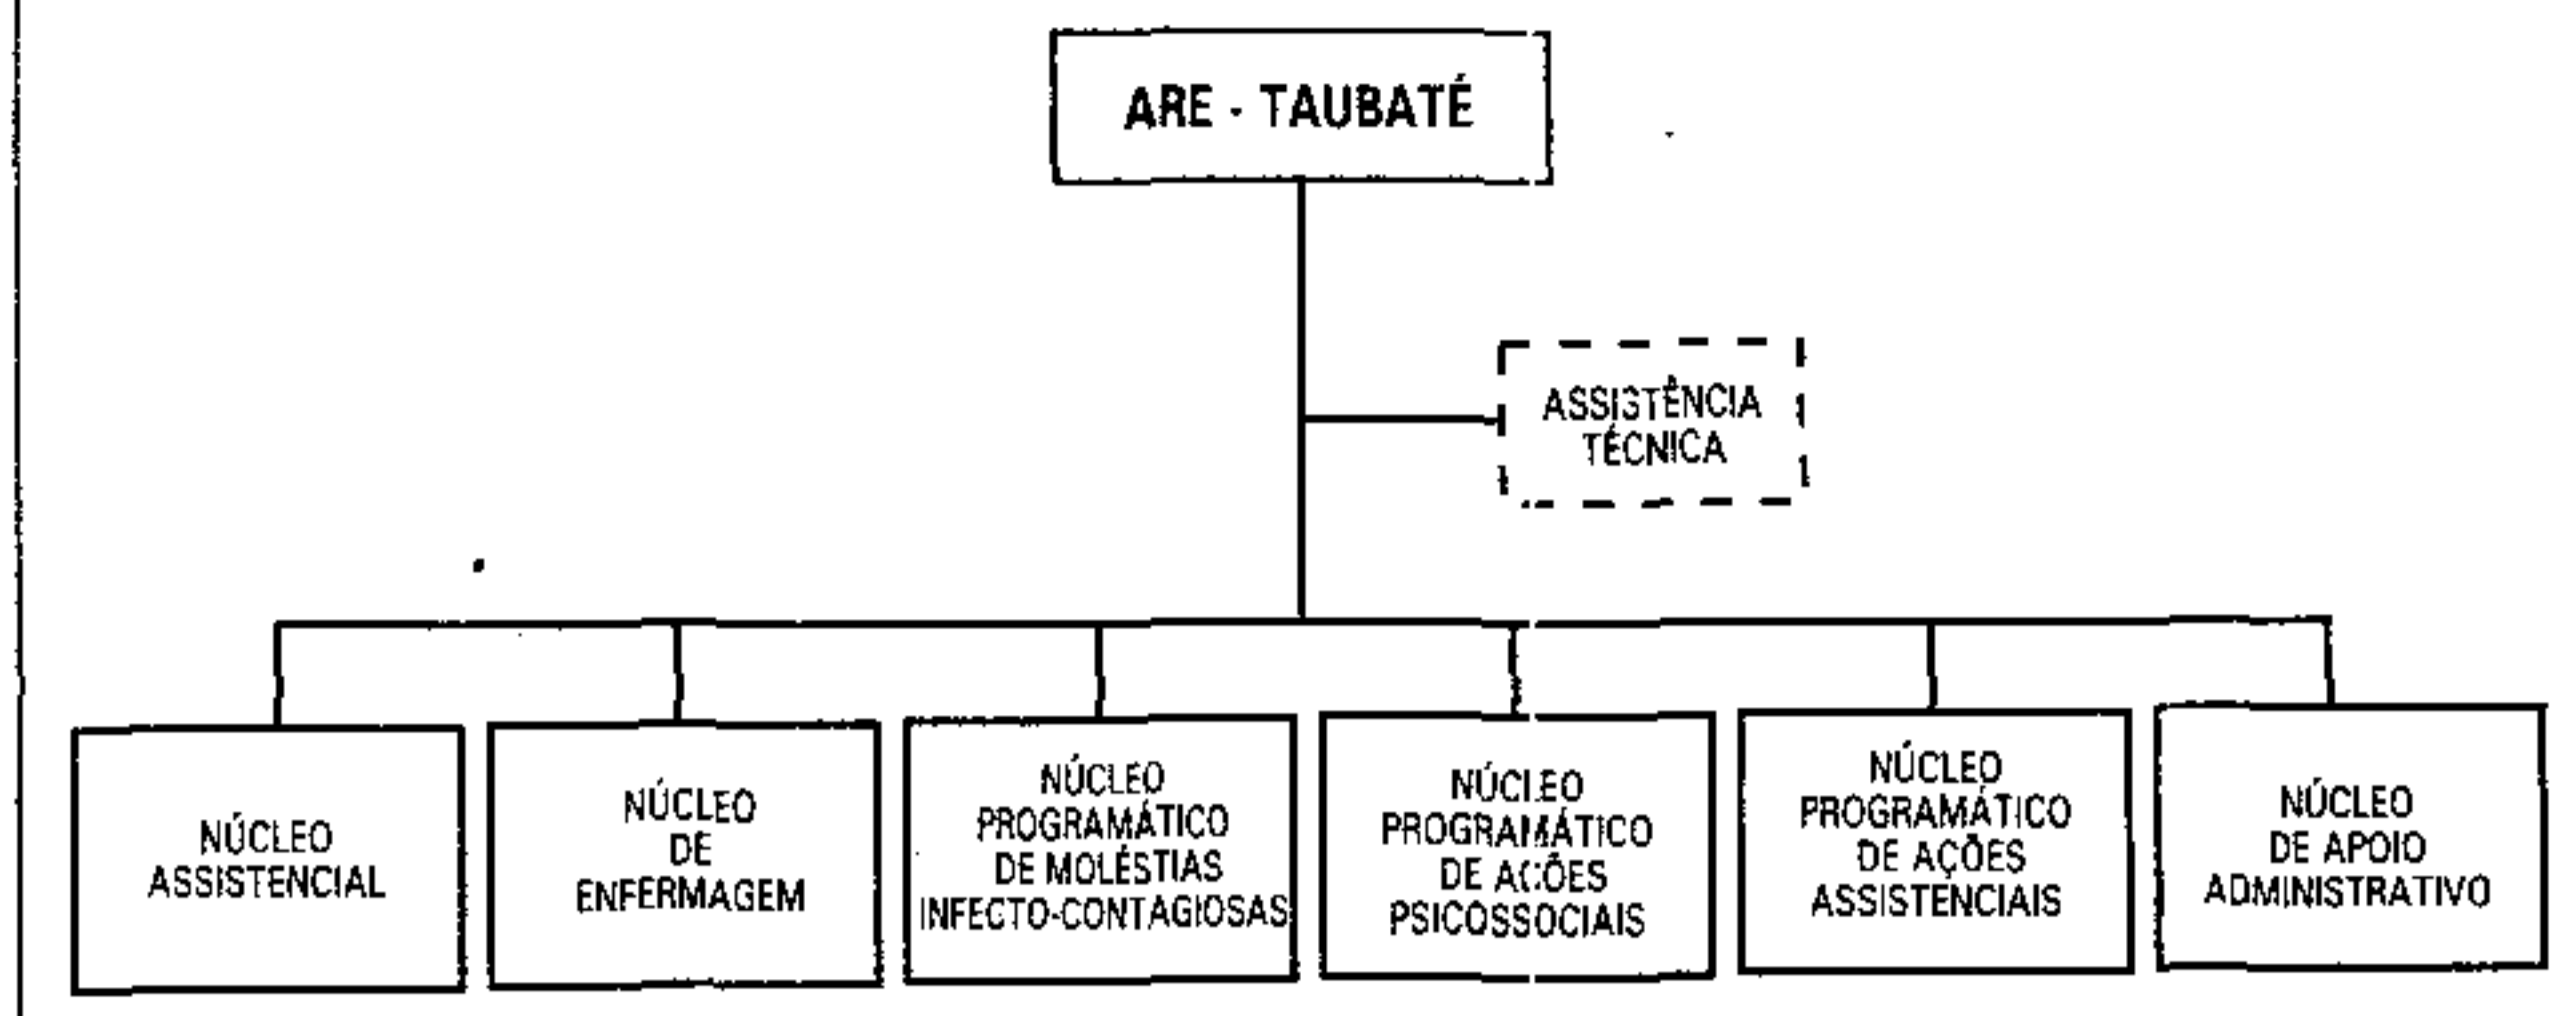 ARE - TAUBATÉ
ASSISTÊNCIA
TÉCNICA
NÚCLEO
ASSISTENCIAL
NÚCLEO
DE
ENFERMAGEM
NÚCLEO
PROGRAMÁTICO
DE MOLÉSTIAS
INFECTO-CONTAGIOSAS
NÚCLEO
PROGRAMÁTICO
DE AÇÕES
PSICOSSOCIAIS
NÚCLEO
PROGRAMÁTICO
DE AÇÕES
ASSISTENCIAIS
NÚCLEO
DE APOIO
ADMINISTRATIVO